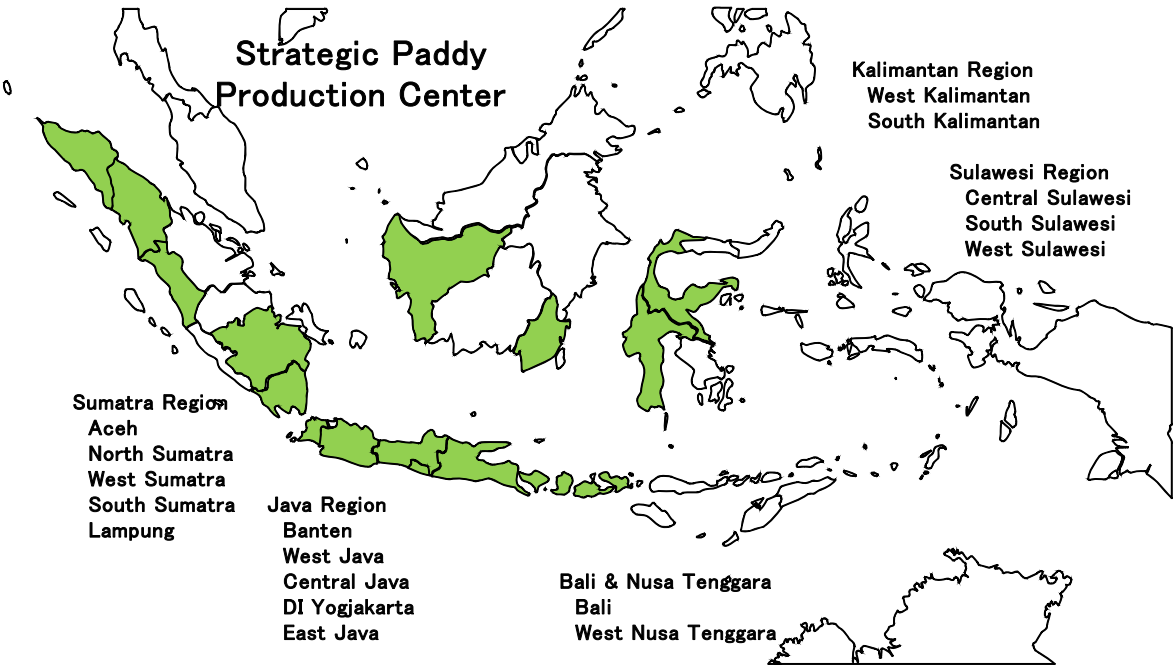 Strategic Paddy
Production Center
Kalimantan Region
West Kalimantan
South Kalimantan
Sulawesi Region
Central Sulawesi
South Sulawesi
West Sulawesi
Sumatra Region
Aceh
North Sumatra
West Sumatra
South Sumatra
Lampung
Java Region
Banten
West Java
Central Java
DI Yogjakarta
East Java
Bali & Nusa Tenggara
Bali
West Nusa Tenggara